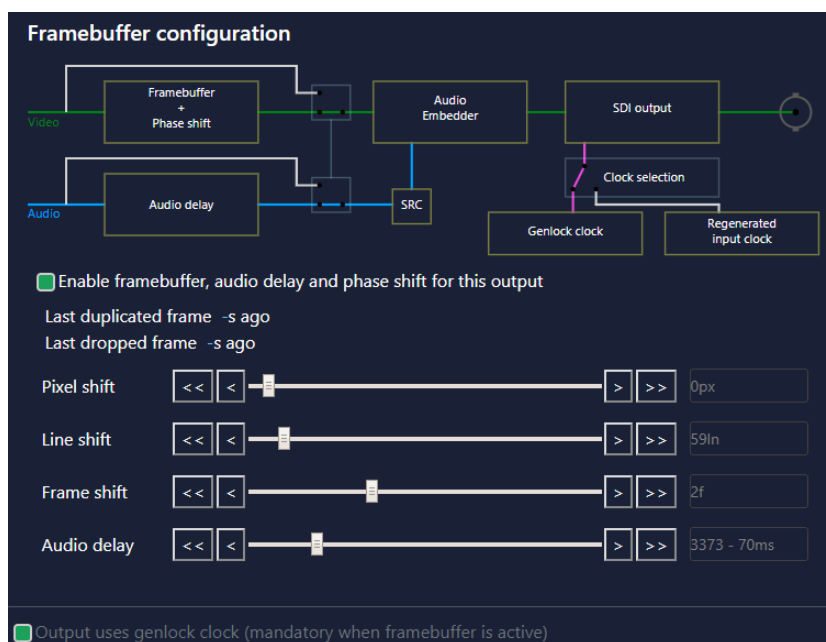 Framebuffer configuration
Framebuffer
+
Phase shift
Audio
Embedder
SDI output
Video
Clock selection
Audio delay
SRC
Audio
Genlock clock
Regenerated
input clock
Enable framebuffer, audio delay and phase shift for this output
Last duplicated frame -s ago
Last dropped frame -s ago
Pixel shift << < > >> 0px
Line shift << < > >> 59ln
Frame shift << < > >> 2f
Audio delay << < > >> 3373 - 70ms
Output uses genlock clock (mandatory when framebuffer is active)